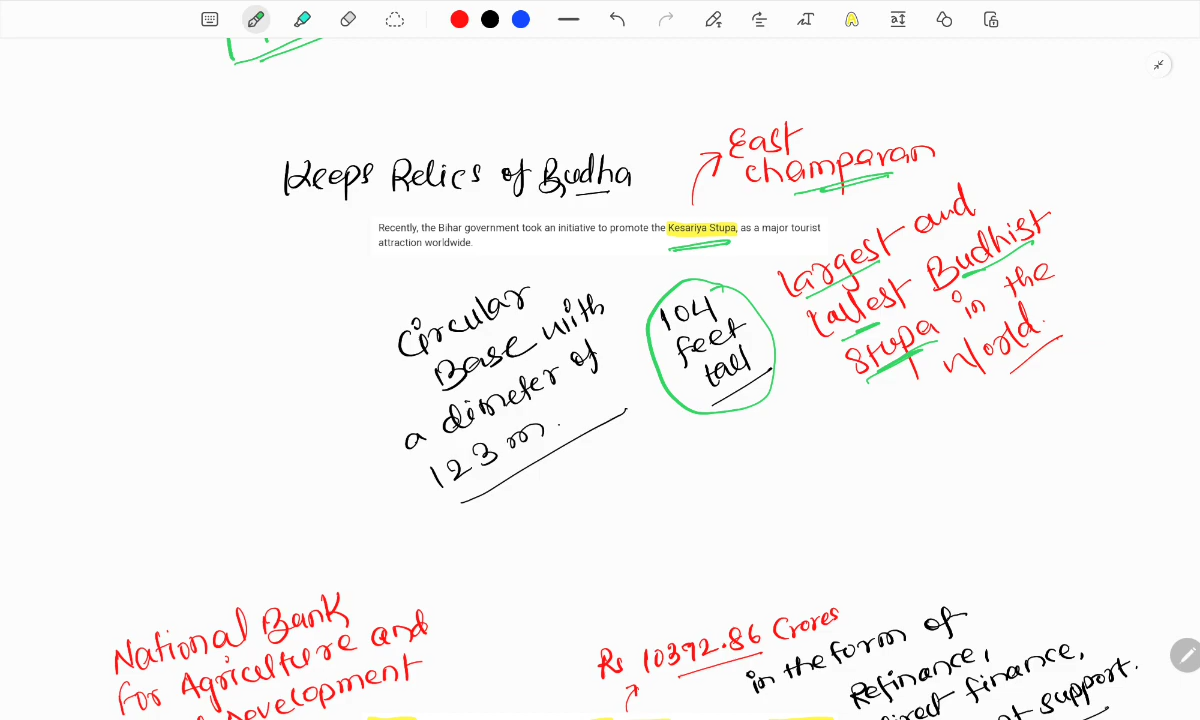 Keeps Relics of Budha
East
champaran
Recently, the Bihar government took an initiative to promote the Kesariya Stupa, as a major tourist
attraction worldwide.
Largest and
tallest Budhist
Stupa in the
World.
104
feet
tall
Circular
Base with
a dimeter of
123 m.
National Bank
for Agriculture and
Development
Rs 10392.86 Crores
in the form of
Refinance,
direct finance,
support.